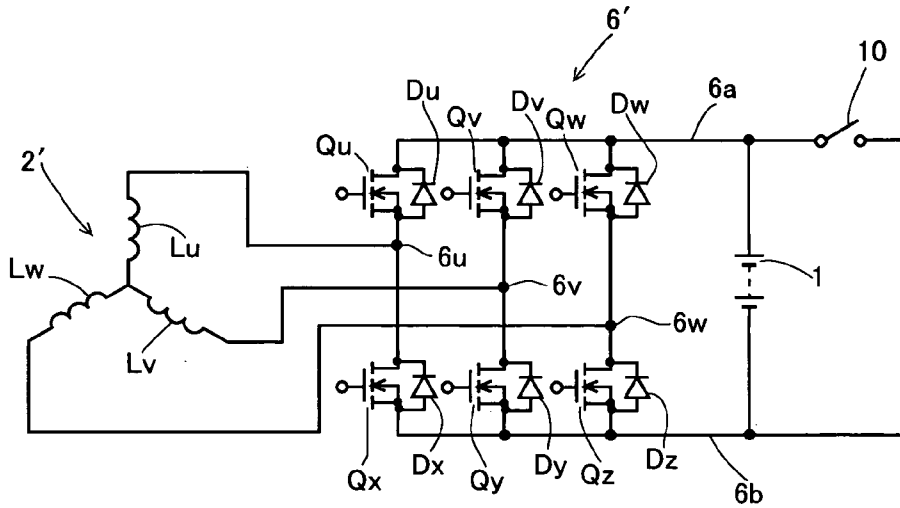 6′
10
Du
Dv
Dw
6a
Qv
Qw
Qu
2′
Lu
6u
Lw
6v
1
6w
Lv
Qx
Dx
Qy
Dy
Qz
Dz
6b